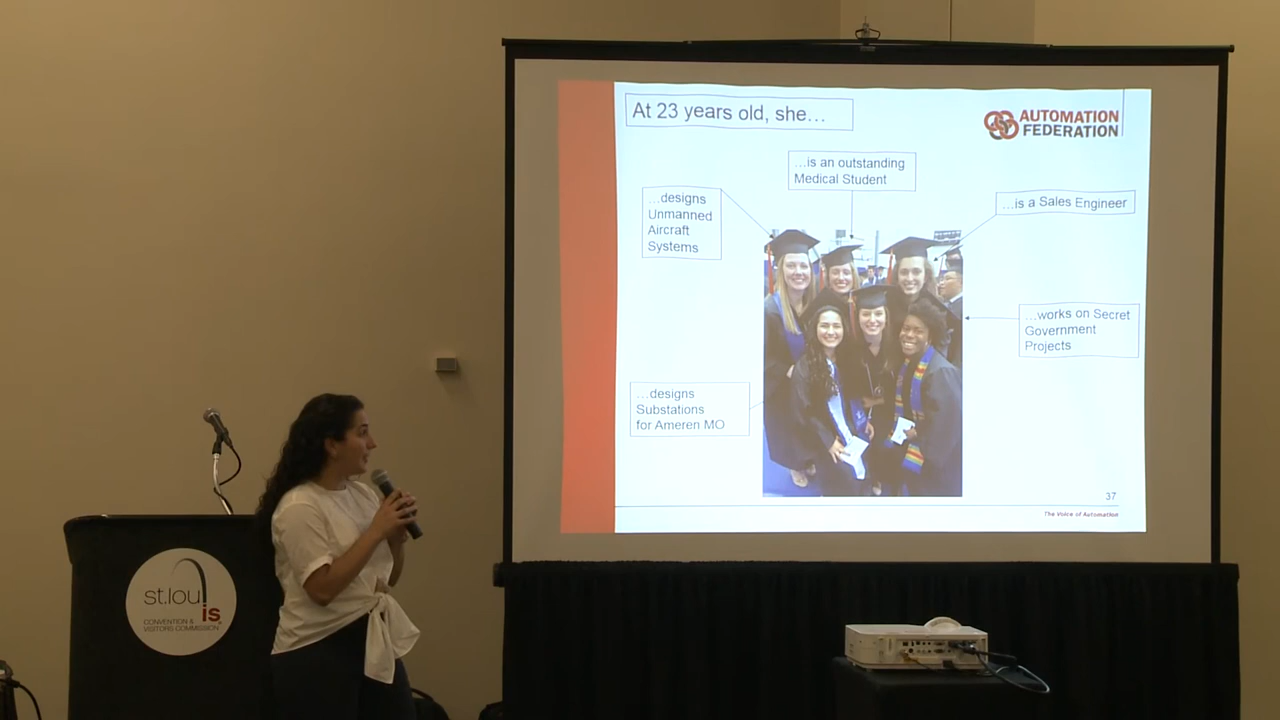 At 23 years old, she…
AUTOMATION
FEDERATION
…is an outstanding
Medical Student
…designs
Unmanned
Aircraft
Systems
…is a Sales Engineer
…works on Secret
Government
Projects
…designs
Substations
for Ameren MO
37
The Voice of Automation
st.louis
CONVENTION &
VISITORS COMMISSION